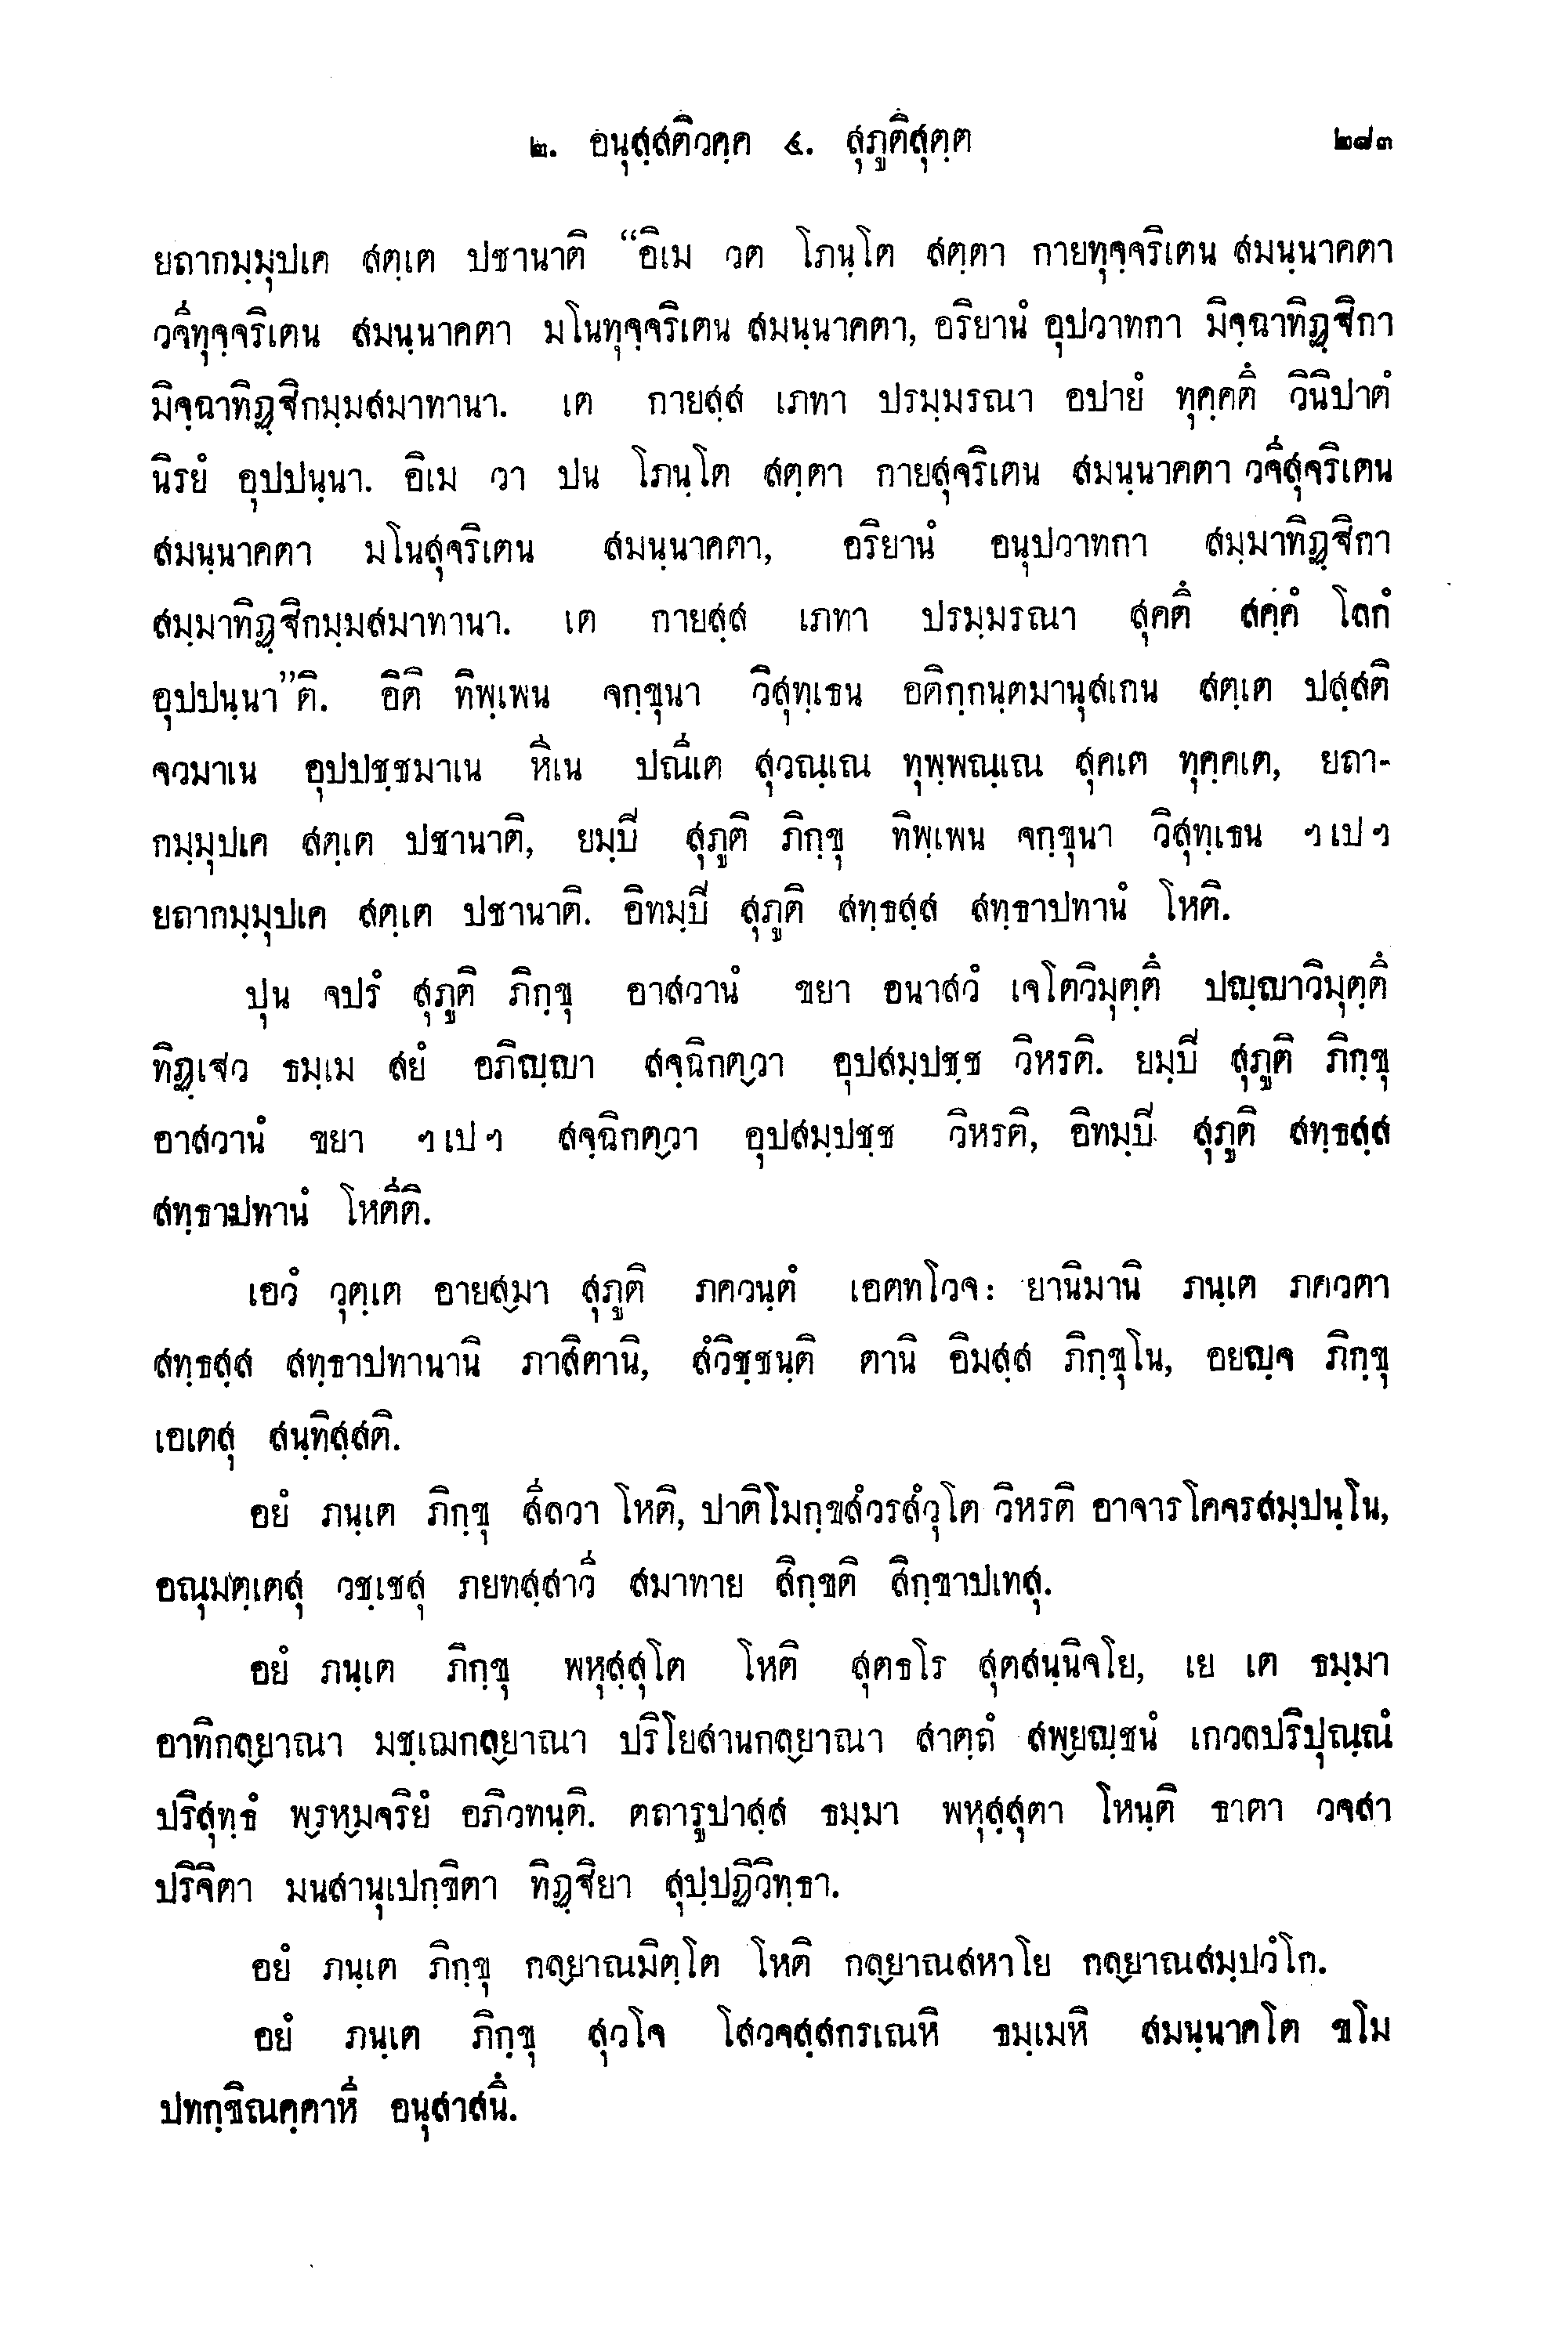 ๒. อนุสฺสติวคฺค ๔. สุภูติสุตฺต ๒๘๓
ยถากมฺมุปเค สตฺเต ปชานาติ “อิเม วต โภนฺโต สตฺตา กายทุจฺจริเตน สมนฺนาคตา
วจีทุจฺจริเตน สมนฺนาคตา มโนทุจฺจริเตน สมนฺนาคตา, อริยานํ อุปวาทกา มิจฺฉาทิฏฺฐิกา
มิจฺฉาทิฏฺฐิกมฺมสมาทานา. เต กายสฺส เภทา ปรมฺมรณา อปายํ ทุคฺคตึ วินิปาตํ
นิรยํ อุปปนฺนา. อิเม วา ปน โภนฺโต สตฺตา กายสุจริเตน สมนฺนาคตา วจีสุจริเตน
สมนฺนาคตา มโนสุจริเตน สมนฺนาคตา, อริยานํ อนุปวาทกา สมฺมาทิฏฺฐิกา
สมฺมาทิฏฺฐิกมฺมสมาทานา. เต กายสฺส เภทา ปรมฺมรณา สุคตึ สคฺคํ โลกํ
อุปปนฺนา”ติ. อิติ ทิพฺเพน จกฺขุนา วิสุทฺเธน อติกฺกนฺตมานุสเกน สตฺเต ปสฺสติ
จวมาเน อุปปชฺชมาเน หีเน ปณีเต สุวณฺเณ ทุพฺพณฺเณ สุคเต ทุคฺคเต, ยถา-
กมฺมุปเค สตฺเต ปชานาติ, ยมฺปิ สุภูติ ภิกฺขุ ทิพฺเพน จกฺขุนา วิสุทฺเธน ฯเปฯ
ยถากมฺมุปเค สตฺเต ปชานาติ. อิทมฺปิ สุภูติ สทฺธสฺส สทฺธาปทานํ โหติ.
ปุน จปรํ สุภูติ ภิกฺขุ อาสวานํ ขยา อนาสวํ เจโตวิมุตฺตึ ปญฺญาวิมุตฺตึ
ทิฏฺเฐว ธมฺเม สยํ อภิญฺญา สจฺฉิกตฺวา อุปสมฺปชฺช วิหรติ. ยมฺปิ สุภูติ ภิกฺขุ
อาสวานํ ขยา ฯเปฯ สจฺฉิกตฺวา อุปสมฺปชฺช วิหรติ, อิทมฺปิ สุภูติ สทฺธสฺส
สทฺธาปทานํ โหตีติ.
เอวํ วุตฺเต อายสฺมา สุภูติ ภควนฺตํ เอตทโวจ: ยานิมานิ ภนฺเต ภควตา
สทฺธสฺส สทฺธาปทานานิ ภาสิตานิ, สํวิชฺชนฺติ ตานิ อิมสฺส ภิกฺขุโน, อยญฺจ ภิกฺขุ
เอเตสุ สนฺทิสฺสติ.
อยํ ภนฺเต ภิกฺขุ สีลวา โหติ, ปาติโมกฺขสํวรสํวุโต วิหรติ อาจารโคจรสมฺปนฺโน,
อณุมตฺเตสุ วชฺเชสุ ภยทสฺสาวี สมาทาย สิกฺขติ สิกฺขาปเทสุ.
อยํ ภนฺเต ภิกฺขุ พหุสฺสุโต โหติ สุตธโร สุตสนฺนิจโย, เย เต ธมฺมา
อาทิกลฺยาณา มชฺเฌกลฺยาณา ปริโยสานกลฺยาณา สาตฺถํ สพฺยญฺชนํ เกวลปริปุณฺณํ
ปริสุทฺธํ พฺรหฺมจริยํ อภิวทนฺติ. ตถารูปาสฺส ธมฺมา พหุสฺสุตา โหนฺติ ธาตา วจสา
ปริจิตา มนสานุเปกฺขิตา ทิฏฺฐิยา สุปฺปฏิวิทฺธา.
อยํ ภนฺเต ภิกฺขุ กลฺยาณมิตฺโต โหติ กลฺยาณสหาโย กลฺยาณสมฺปวํโก.
อยํ ภนฺเต ภิกฺขุ สุวโจ โสวจสฺสกรเณหิ ธมฺเมหิ สมนฺนาคโต ขโม
ปทกฺขิณคฺคาหี อนุสาสนึ.